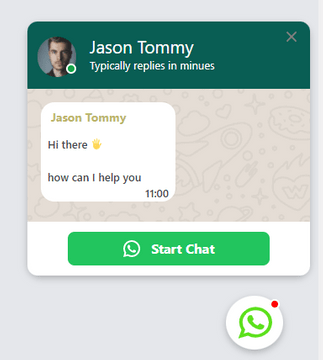 Jason Tommy
Typically replies in minues
Jason Tommy
Hi there 🖐
how can I help you
11:00
Start Chat